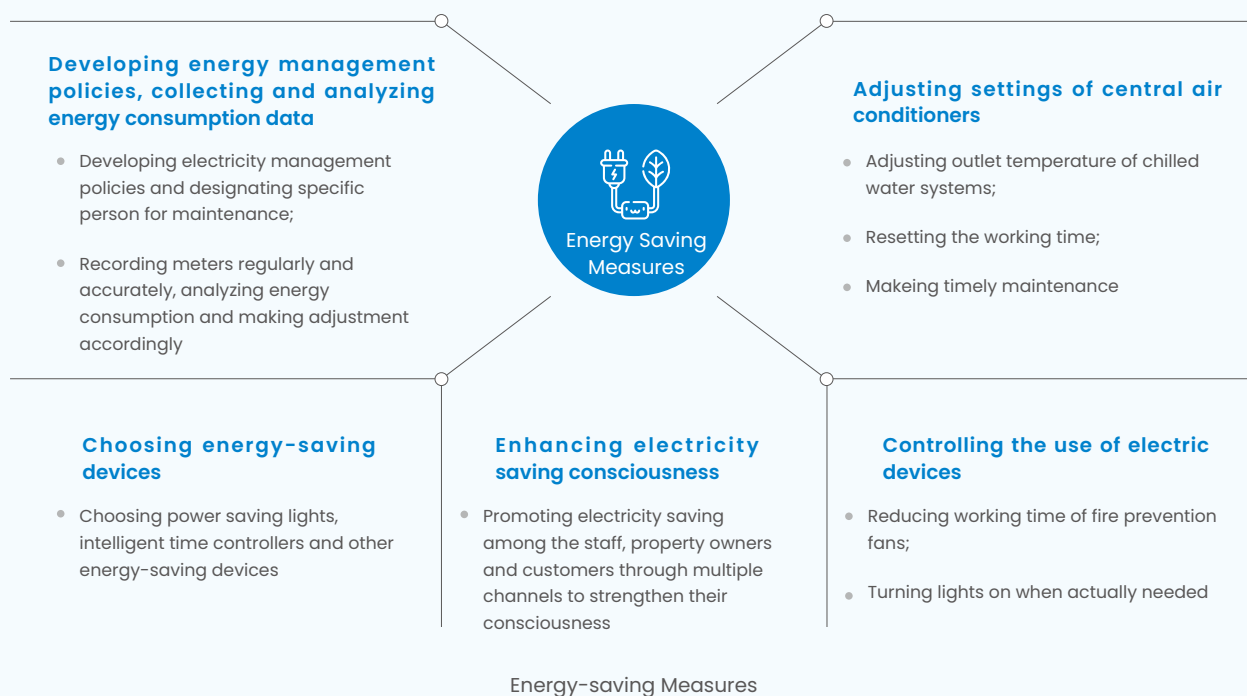 Developing energy management
policies, collecting and analyzing
energy consumption data
Developing electricity management
policies and designating specific
person for maintenance;
Recording meters regularly and
accurately, analyzing energy
consumption and making adjustment
accordingly
Energy Saving
Measures
Adjusting settings of central air
conditioners
Adjusting outlet temperature of chilled
water systems;
Resetting the working time;
Makeing timely maintenance
Choosing energy-saving
devices
Choosing power saving lights,
intelligent time controllers and other
energy-saving devices
Enhancing electricity
saving consciousness
Promoting electricity saving
among the staff, property owners
and customers through multiple
channels to strengthen their
consciousness
Controlling the use of electric
devices
Reducing working time of fire prevention
fans;
Turning lights on when actually needed
Energy-saving Measures